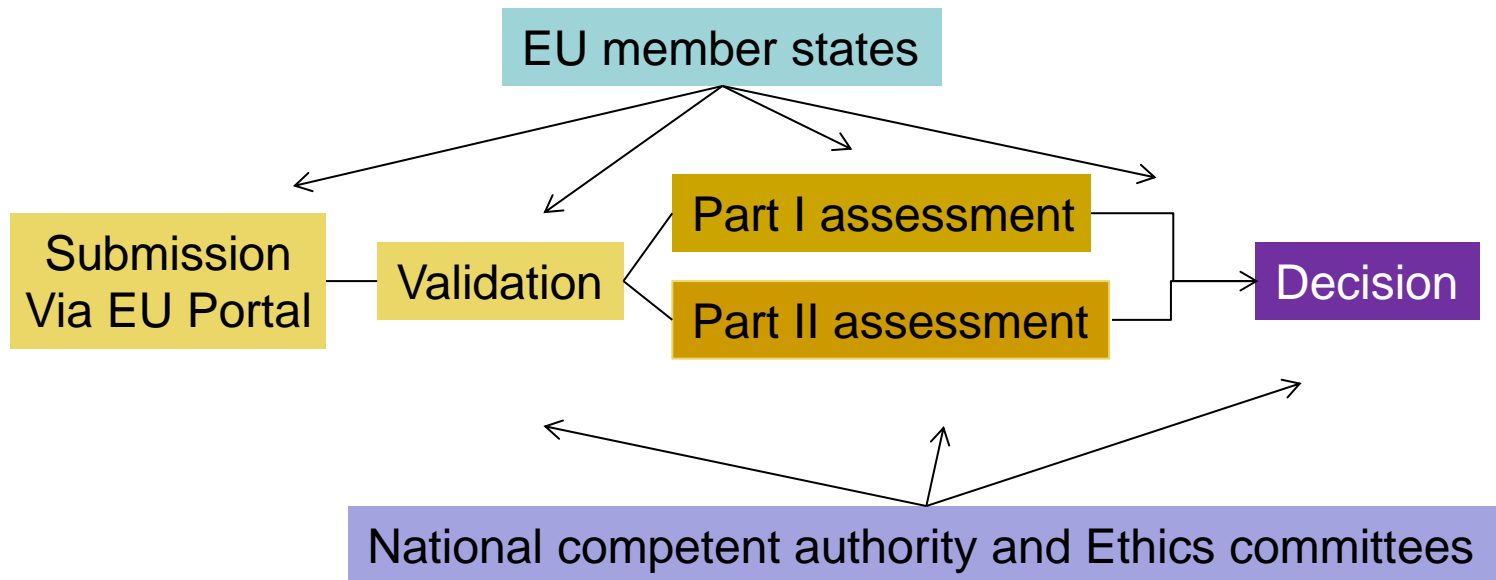 EU member states
Submission
Via EU Portal
Validation
Part I assessment
Part II assessment
Decision
National competent authority and Ethics committees